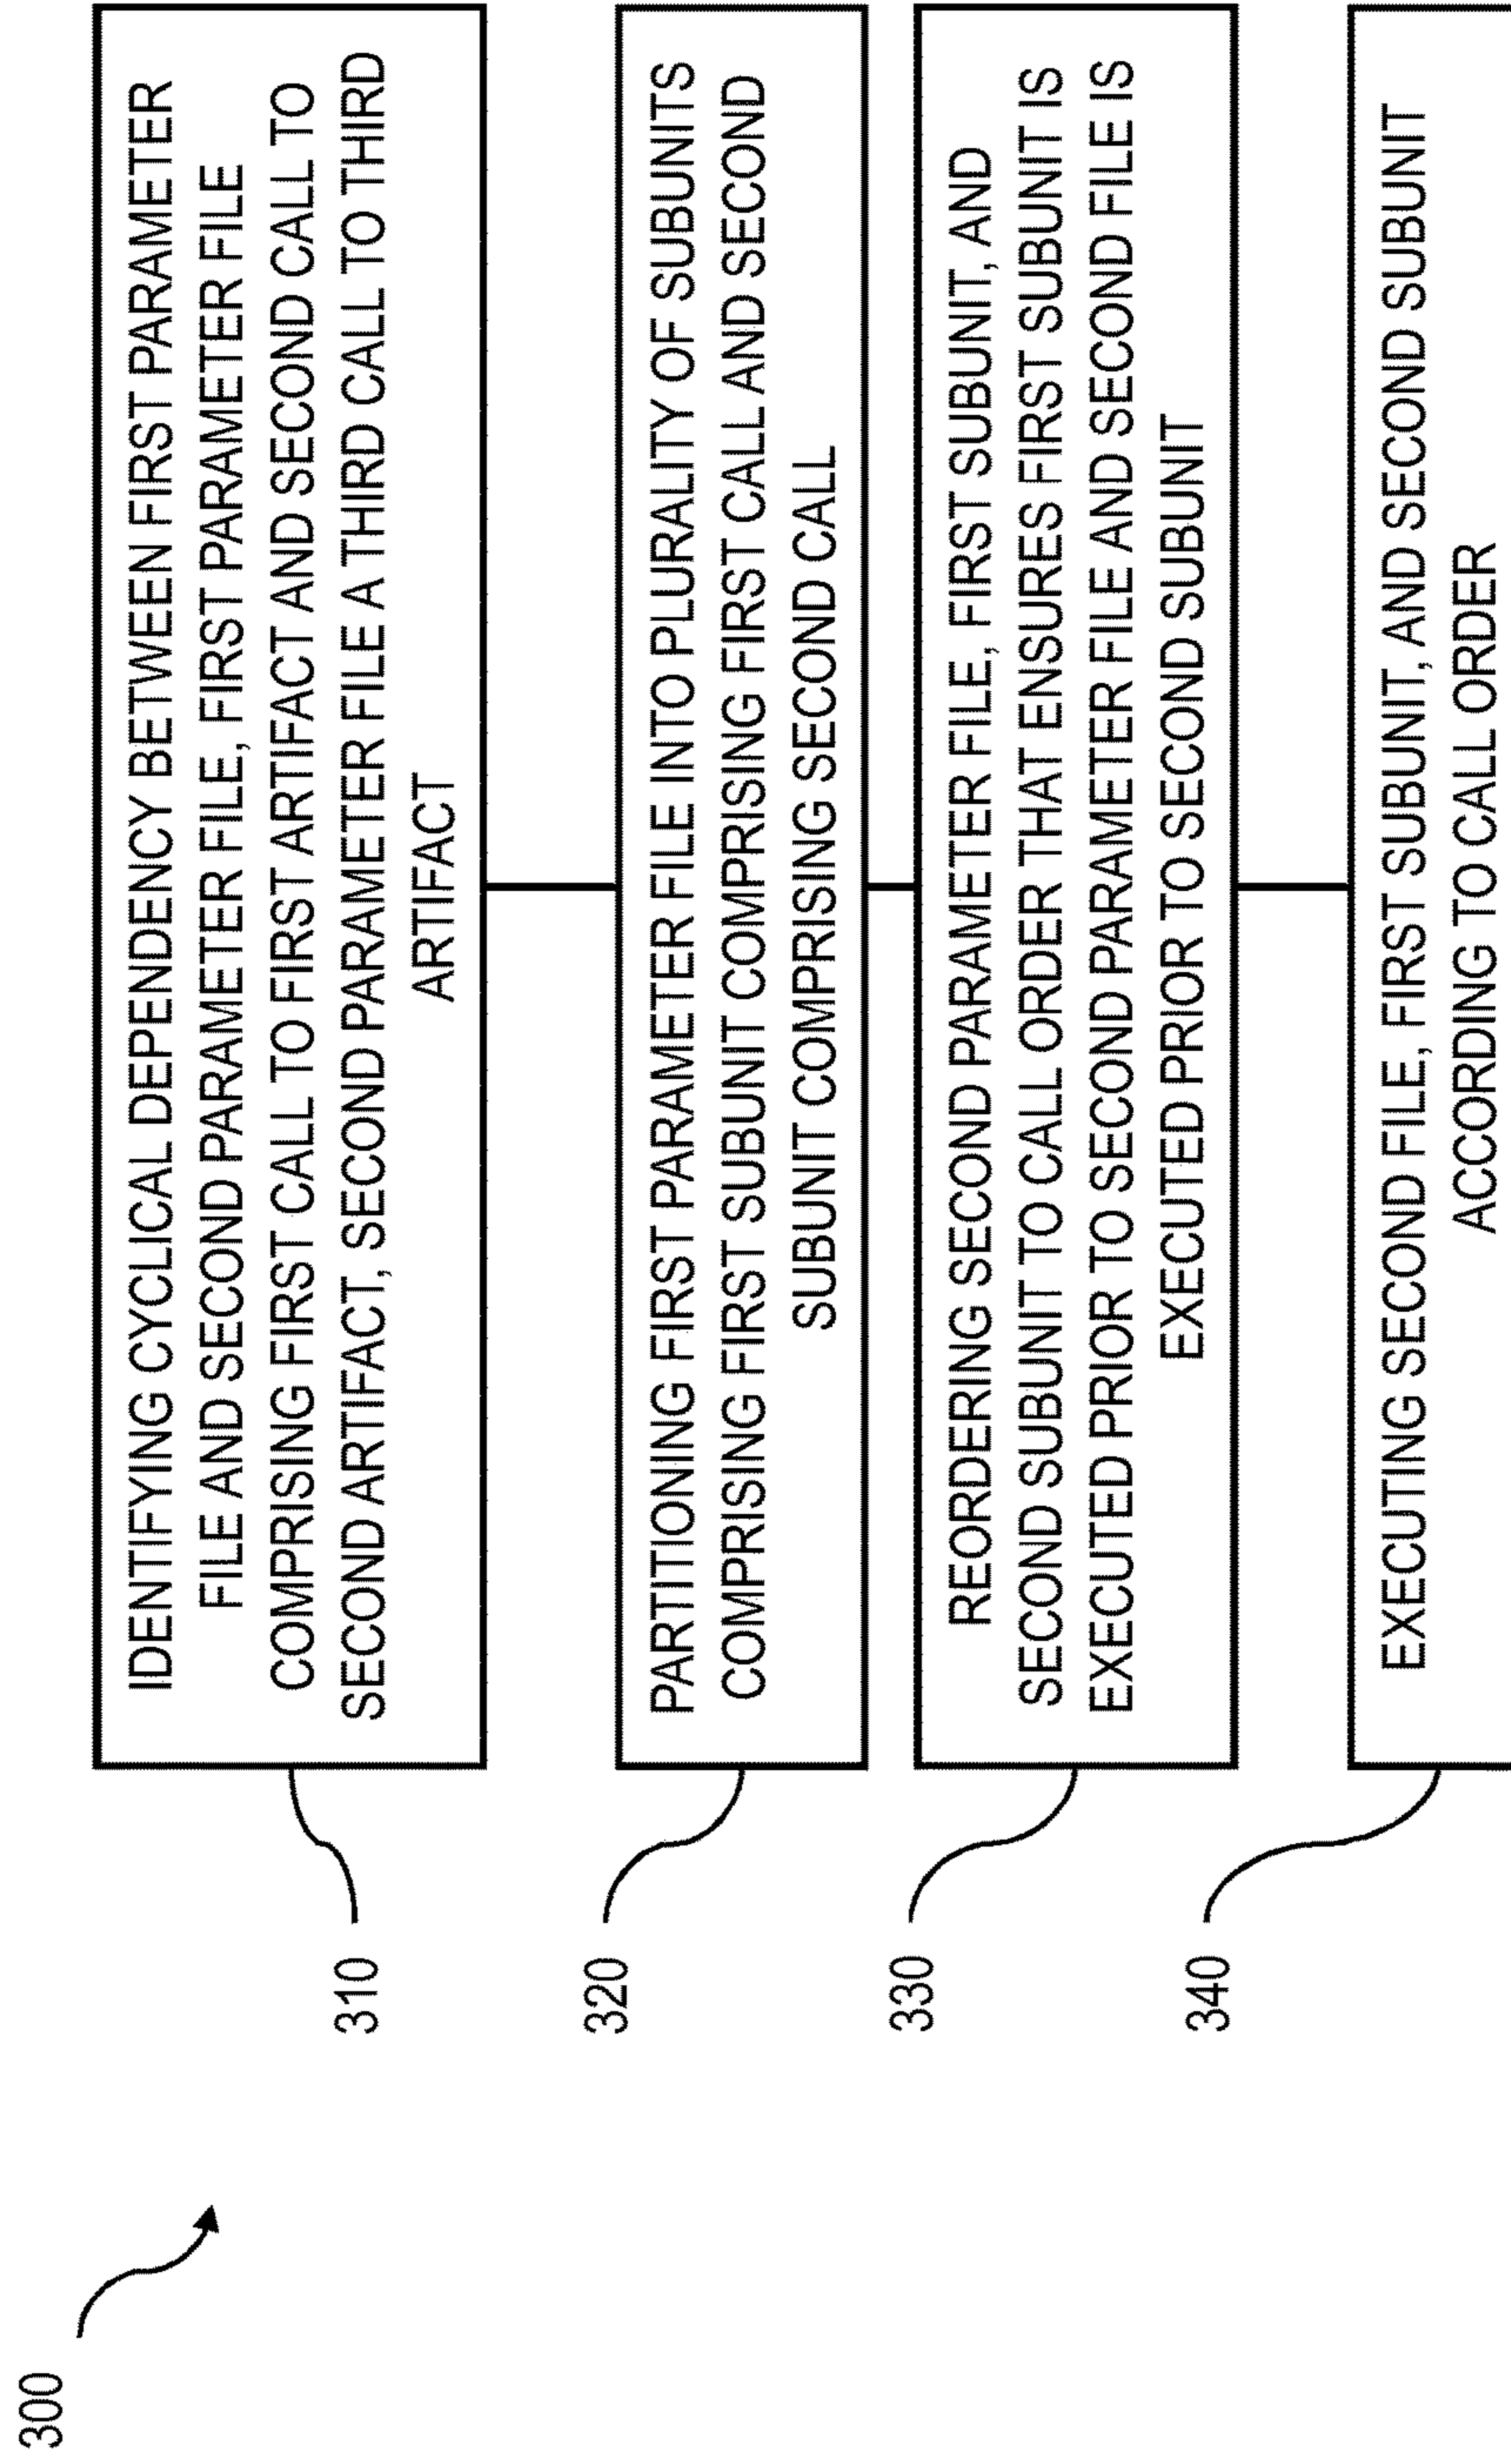 300
310
IDENTIFYING CYCLICAL DEPENDENCY BETWEEN FIRST PARAMETER
FILE AND SECOND PARAMETER FILE, FIRST PARAMETER FILE
COMPRISING FIRST CALL TO FIRST ARTIFACT AND SECOND CALL TO
SECOND ARTIFACT, SECOND PARAMETER FILE A THIRD CALL TO THIRD
ARTIFACT
320
PARTITIONING FIRST PARAMETER FILE INTO PLURALITY OF SUBUNITS
COMPRISING FIRST SUBUNIT COMPRISING FIRST CALL AND SECOND
SUBUNIT COMPRISING SECOND CALL
330
REORDERING SECOND PARAMETER FILE, FIRST SUBUNIT, AND
SECOND SUBUNIT TO CALL ORDER THAT ENSURES FIRST SUBUNIT IS
EXECUTED PRIOR TO SECOND PARAMETER FILE AND SECOND FILE IS
EXECUTED PRIOR TO SECOND SUBUNIT
340
EXECUTING SECOND FILE, FIRST SUBUNIT, AND SECOND SUBUNIT
ACCORDING TO CALL ORDER